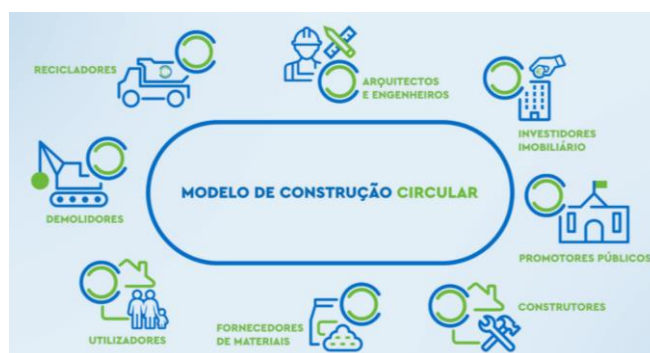 RECICLADORES
ARQUITECTOS
E ENGENHEIROS
INVESTIDORES
IMOBILIÁRIO
DEMOLIDORES
MODELO DE CONSTRUÇÃO CIRCULAR
PROMOTORES PÚBLICOS
UTILIZADORES
FORNECEDORES
DE MATERIAIS
CONSTRUTORES